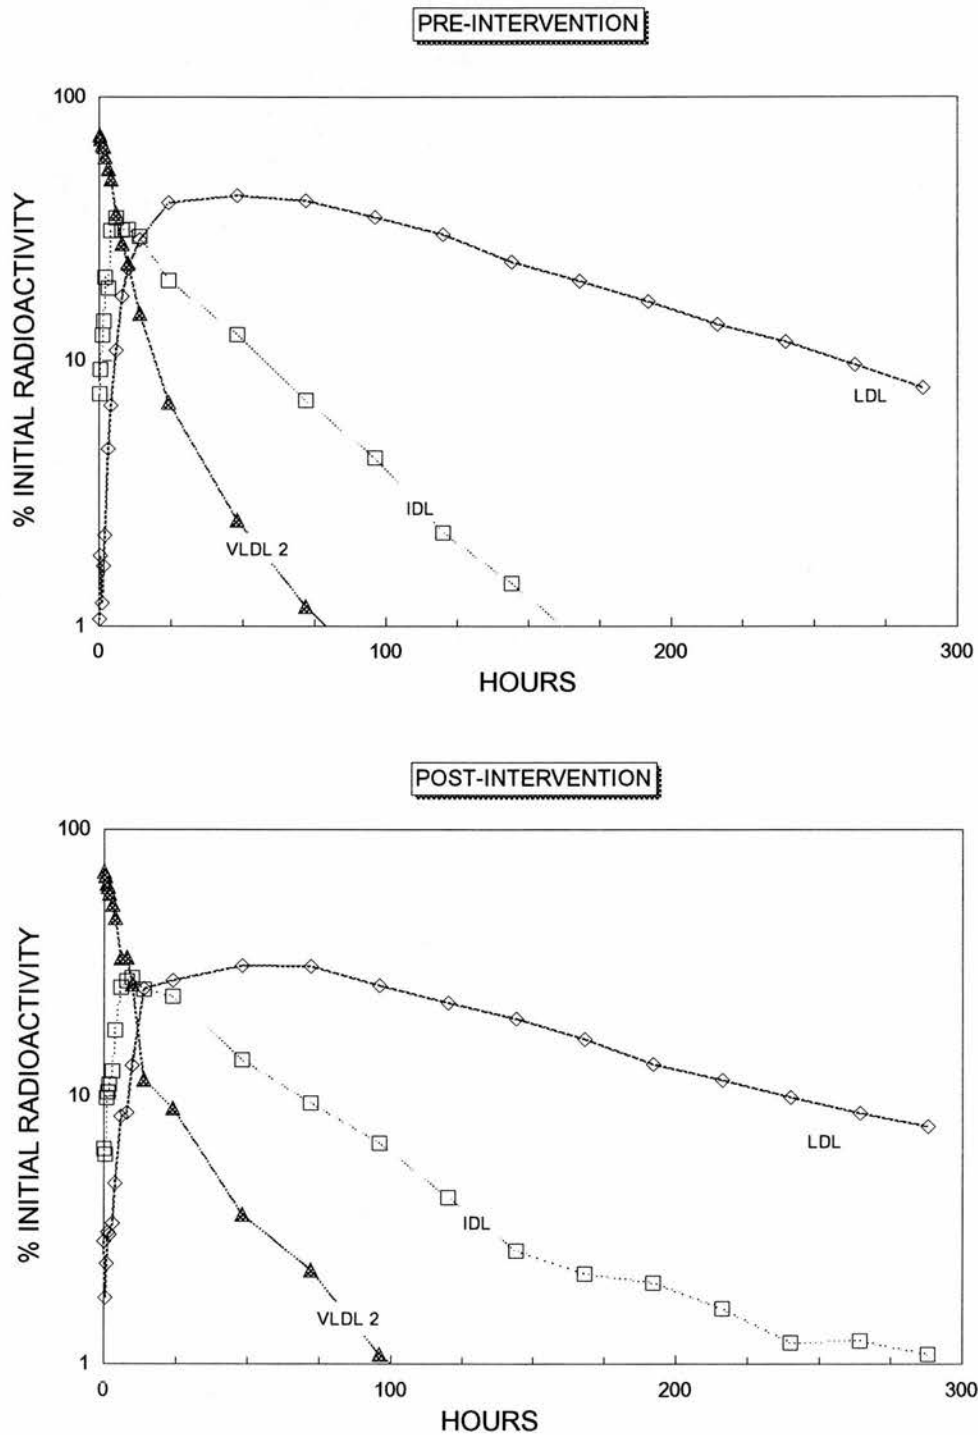 PRE-INTERVENTION
100
% INITIAL RADIOACTIVITY
10
LDL
IDL
VLDL 2
1
0
100
200
300
HOURS
POST-INTERVENTION
100
% INITIAL RADIOACTIVITY
10
LDL
IDL
VLDL 2
1
0
100
200
300
HOURS